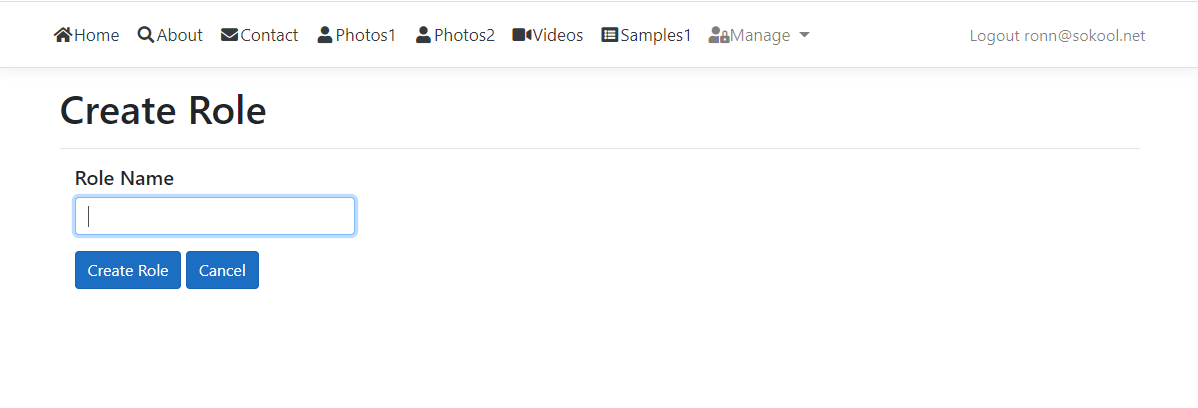 Home About Contact Photos1 Photos2 Videos Samples1 Manage Logout ronn@sokool.net
Create Role
Role Name
Create Role Cancel